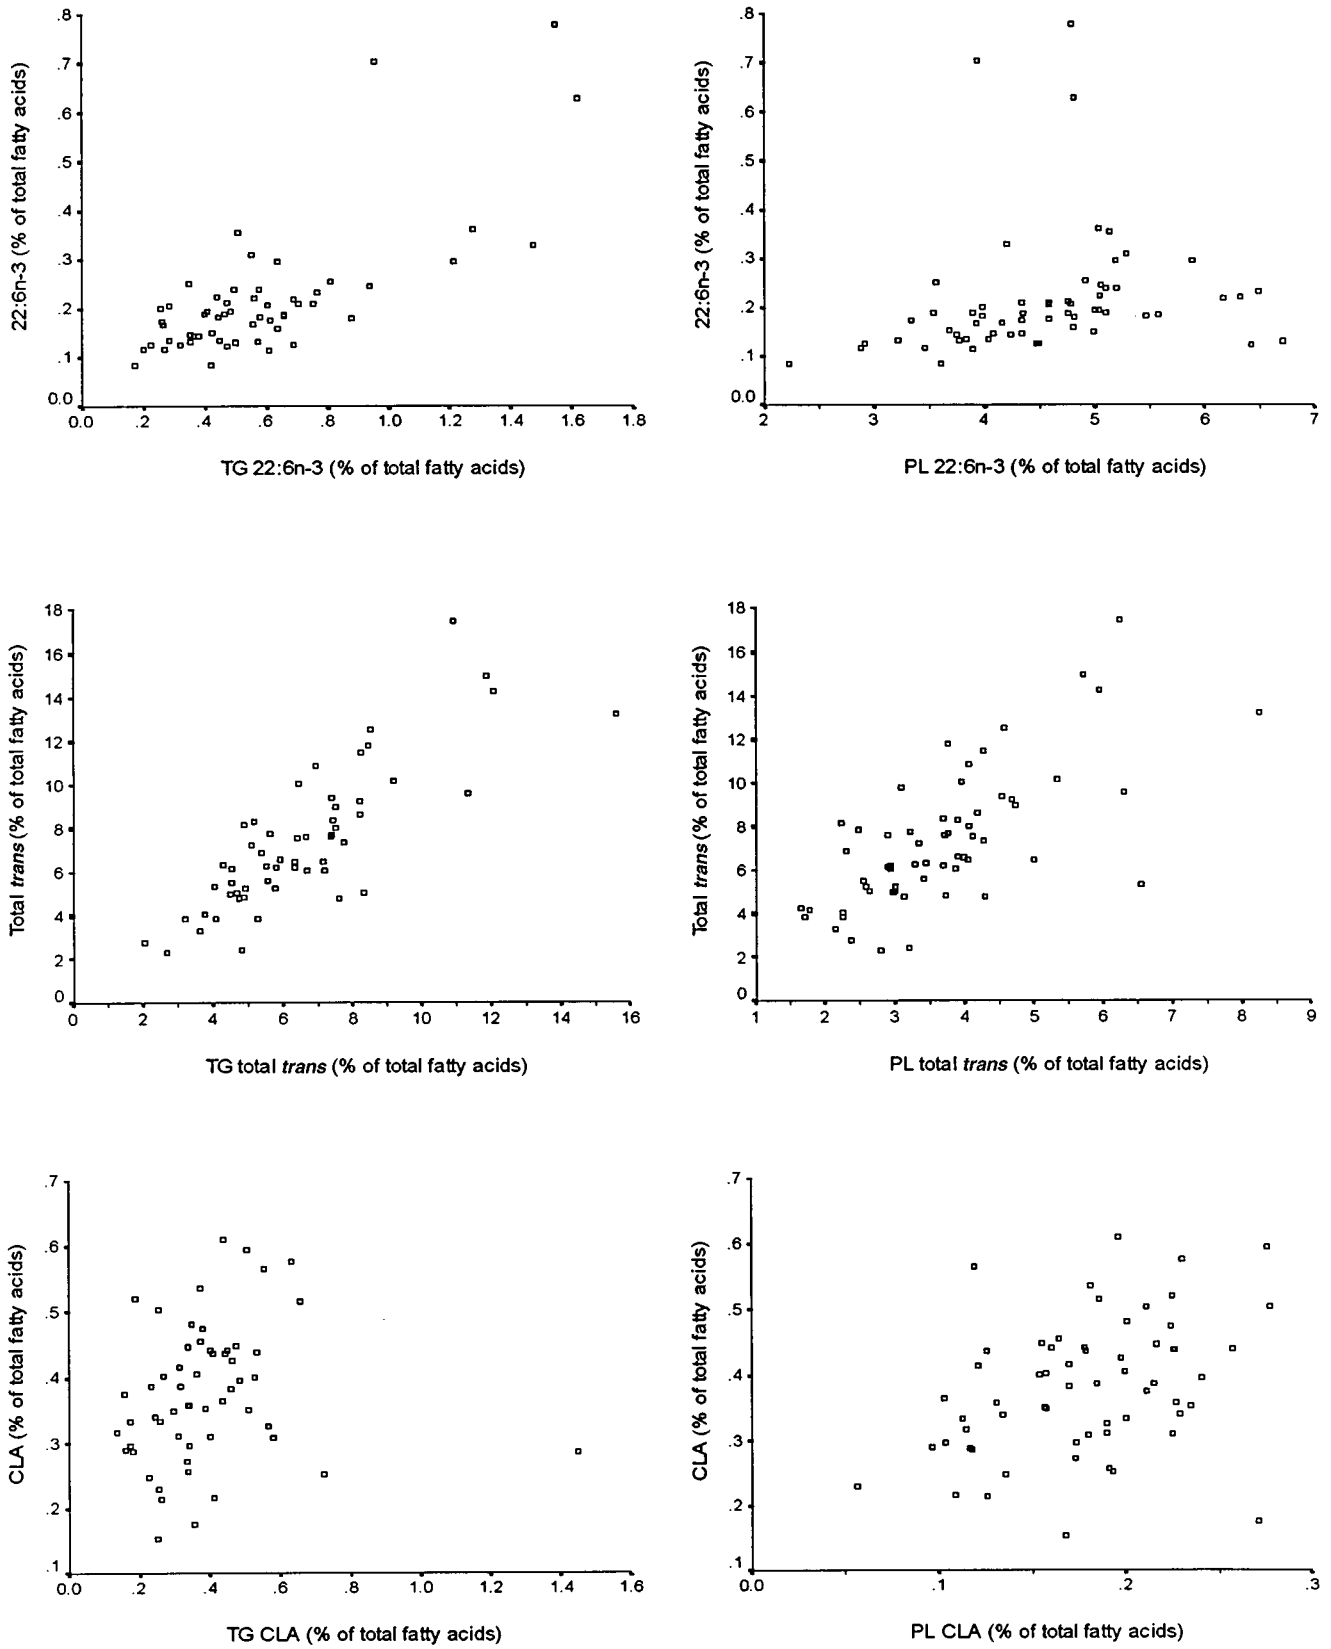 .8
.7
.6
.5
.4
.3
.2
.1
0.0
22:6n-3 (% of total fatty acids)
0.0 .2 .4 .6 .8 1.0 1.2 1.4 1.6 1.8
TG 22:6n-3 (% of total fatty acids)
.8
.7
.6
.5
.4
.3
.2
.1
0.0
22:6n-3 (% of total fatty acids)
2 3 4 5 6 7
PL 22:6n-3 (% of total fatty acids)
18
16
14
12
10
8
6
4
2
0
Total trans (% of total fatty acids)
0 2 4 6 8 10 12 14 16
TG total trans (% of total fatty acids)
18
16
14
12
10
8
6
4
2
0
Total trans (% of total fatty acids)
1 2 3 4 5 6 7 8 9
PL total trans (% of total fatty acids)
.7
.6
.5
.4
.3
.2
.1
CLA (% of total fatty acids)
0.0 .2 .4 .6 .8 1.0 1.2 1.4 1.6
TG CLA (% of total fatty acids)
.7
.6
.5
.4
.3
.2
.1
CLA (% of total fatty acids)
0.0 .1 .2 .3
PL CLA (% of total fatty acids)